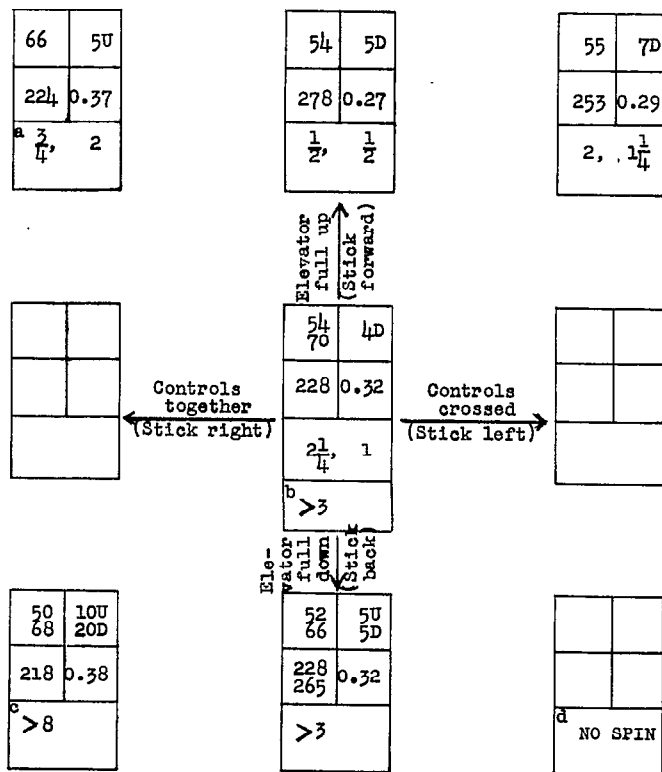 66 5U
224 0.37
a 3/4, 2
54 5D
278 0.27
1/2, 1/2
55 7D
253 0.29
2, 1 1/4
Elevator
full up
(Stick
forward)
54 4D
70
228 0.32
2 1/4, 1
b
>3
Controls
together
(Stick right)
Controls
crossed
(Stick left)
Ele-
vator
full
down
(Stick
back)
50 10U
68 20D
218 0.38
c
>8
52 5U
66 5D
228 0.32
265
>3
d
NO SPIN